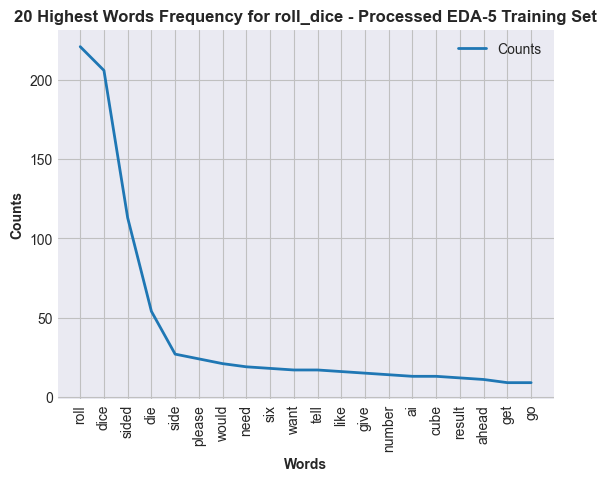 20 Highest Words Frequency for roll_dice - Processed EDA-5 Training Set
Counts
200
150
100
50
0
Counts
roll
dice
sided
die
side
please
would
need
six
want
tell
like
give
number
ai
cube
result
ahead
get
go
Words